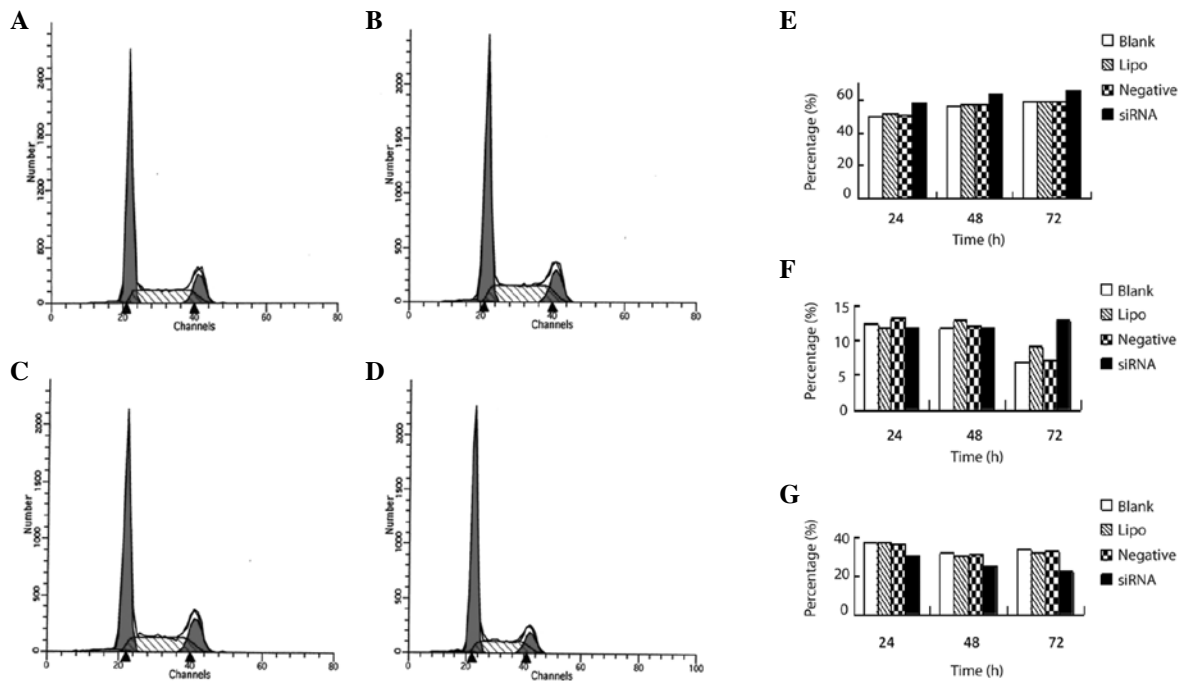 A
Number
2400
1800
1200
600
0
0 20 40 60 80
Channels
B
Number
2000
1500
1000
500
0
0 20 40 60 80
Channels
C
Number
2000
1500
1000
500
0
0 20 40 60 80
Channels
D
Number
2000
1500
1000
500
0
0 20 40 60 80 100
Channels
E
Percentage (%)
60
40
20
0
24 48 72
Time (h)
Blank
Lipo
Negative
siRNA
F
Percentage (%)
15
10
5
0
24 48 72
Time (h)
Blank
Lipo
Negative
siRNA
G
Percentage (%)
40
20
0
24 48 72
Time (h)
Blank
Lipo
Negative
siRNA